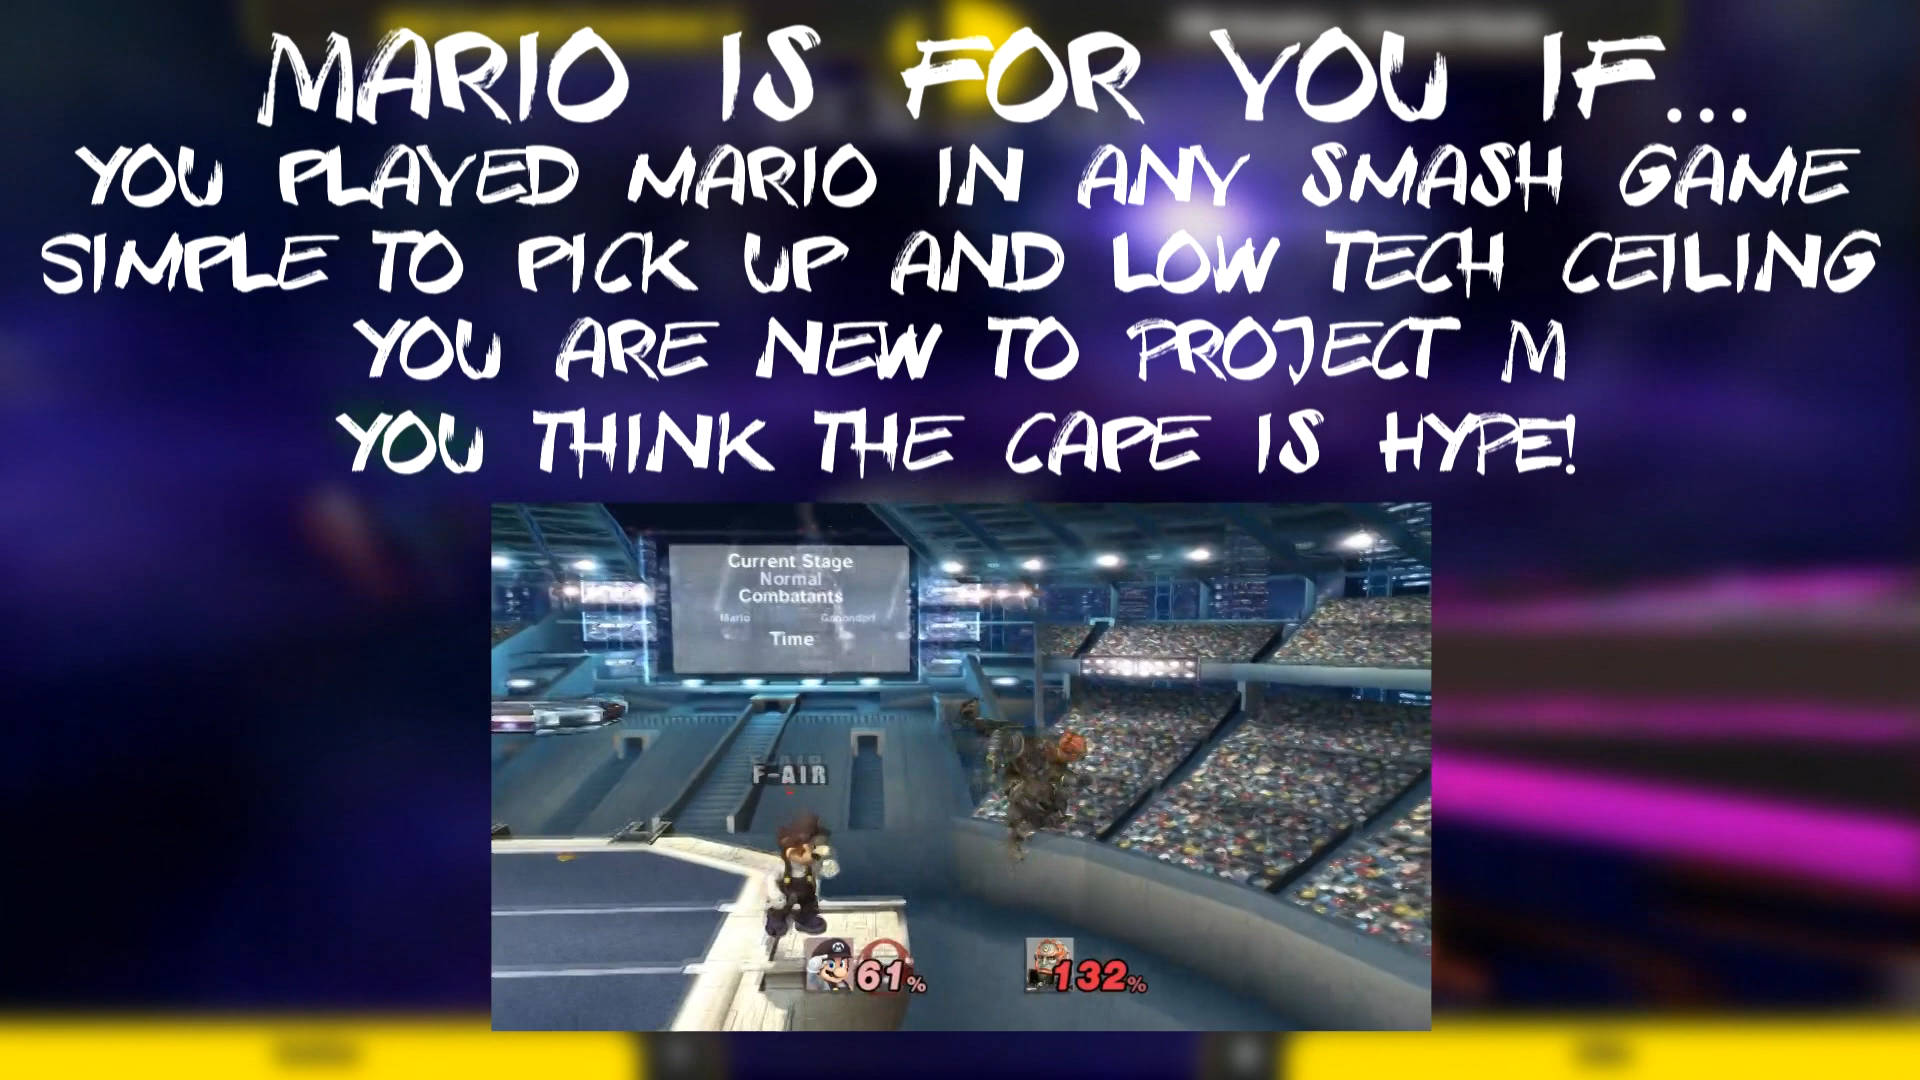 MARIO IS FOR YOU IF...
YOU PLAYED MARIO IN ANY SMASH GAME
SIMPLE TO PICK UP AND LOW TECH CEILING
YOU ARE NEW TO PROJECT M
YOU THINK THE CAPE IS HYPE!
Current Stage
Normal
Combatants
Mario Ganondorf
Time
F-AIR
61%
132%